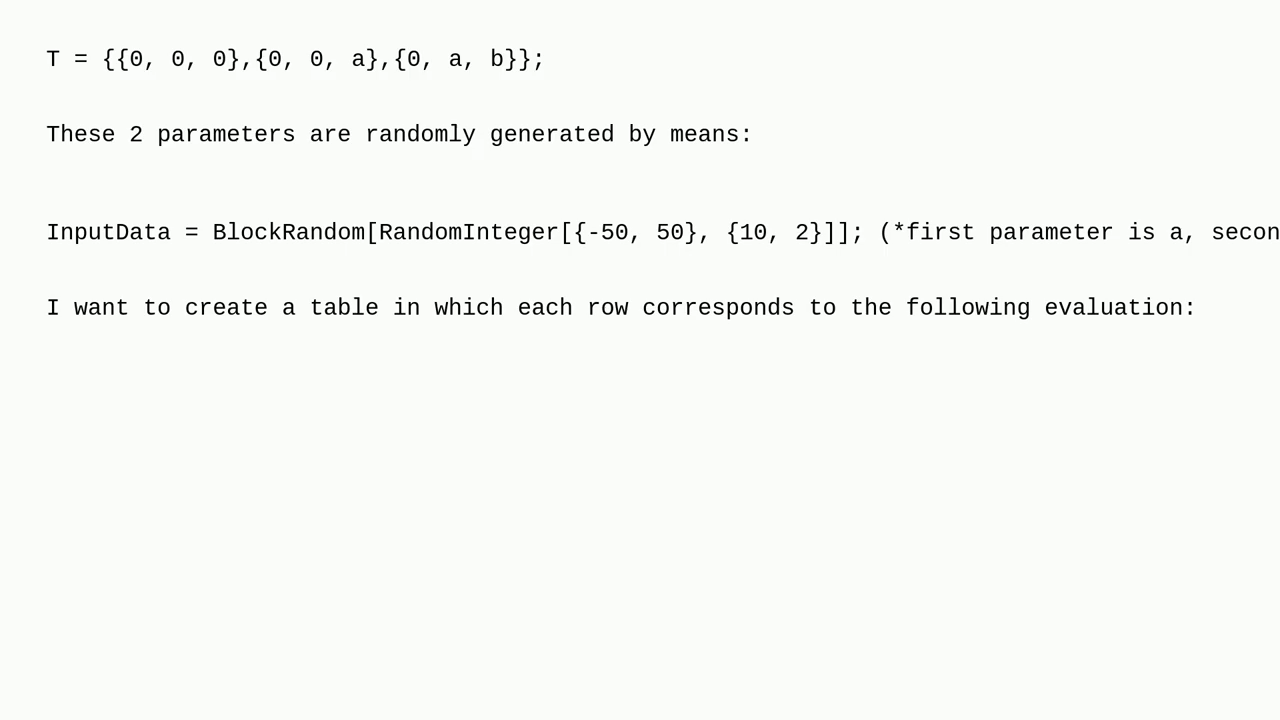 T = {{0, 0, 0},{0, 0, a},{0, a, b}};
These 2 parameters are randomly generated by means:
InputData = BlockRandom[RandomInteger[{-50, 50}, {10, 2}]]; (*first parameter is a, secon
I want to create a table in which each row corresponds to the following evaluation: